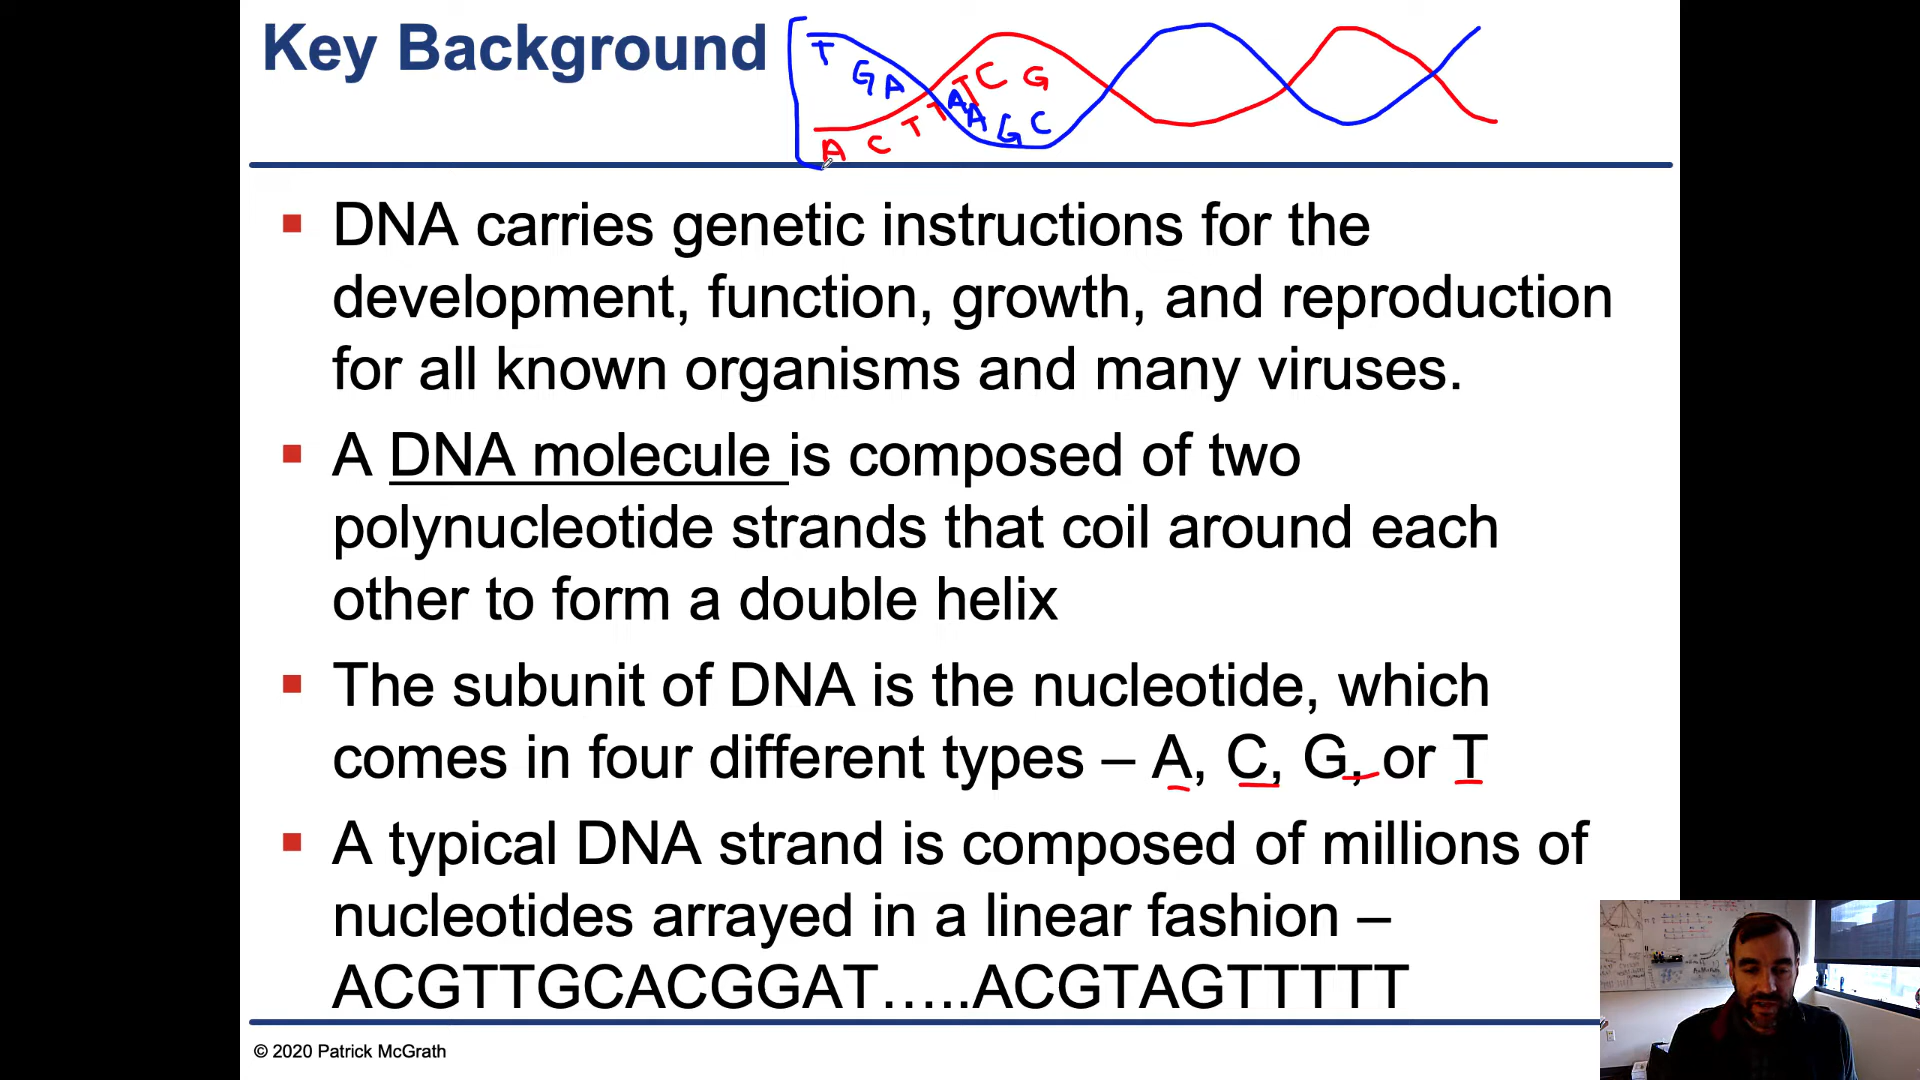 Key Background
T G A A A G C
A C T T T C G
DNA carries genetic instructions for the
development, function, growth, and reproduction
for all known organisms and many viruses.
A DNA molecule is composed of two
polynucleotide strands that coil around each
other to form a double helix
The subunit of DNA is the nucleotide, which
comes in four different types – A, C, G, or T
A typical DNA strand is composed of millions of
nucleotides arrayed in a linear fashion –
ACGTTGCACGGAT…..ACGTAGTTTTT
© 2020 Patrick McGrath